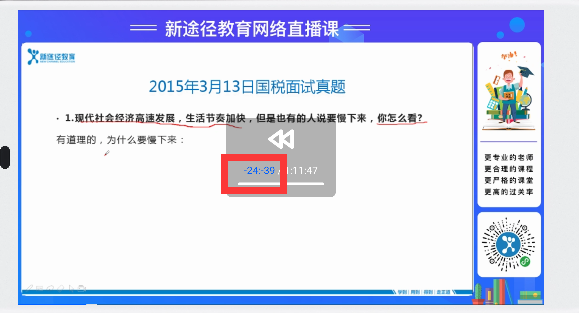 新途径教育网络直播课
新途径教育
2015年3月13日国税面试真题
· 1.现代社会经济高速发展，生活节奏加快，但是也有的人说要慢下来，你怎么看？
有道理的，为什么要慢下来：
-24:-39 / 1:11:47
更专业的老师
更合理的课程
更严格的课堂
更高的过关率